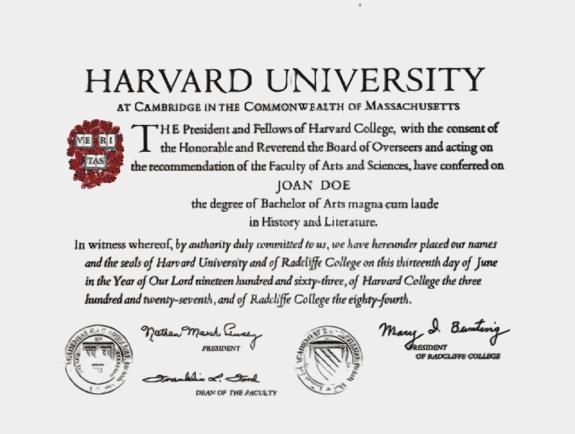 HARVARD UNIVERSITY
AT CAMBRIDGE IN THE COMMONWEALTH OF MASSACHUSETTS
VE RI
TAS
THE President and Fellows of Harvard College, with the consent of
the Honorable and Reverend the Board of Overseers and acting on
the recommendation of the Faculty of Arts and Sciences, have conferred on
JOAN DOE
the degree of Bachelor of Arts magna cum laude
in History and Literature.
In witness whereof, by authority duly committed to us, we have hereunder placed our names
and the seals of Harvard University and of Radcliffe College on this thirteenth day of June
in the Year of Our Lord nineteen hundred and sixty-three, of Harvard College the three
hundred and twenty-seventh, and of Radcliffe College the eighty-fourth.
Nathan Marsh Pusey
PRESIDENT
Franklin L. Ford
DEAN OF THE FACULTY
Mary I. Bunting
PRESIDENT
OF RADCLIFFE COLLEGE